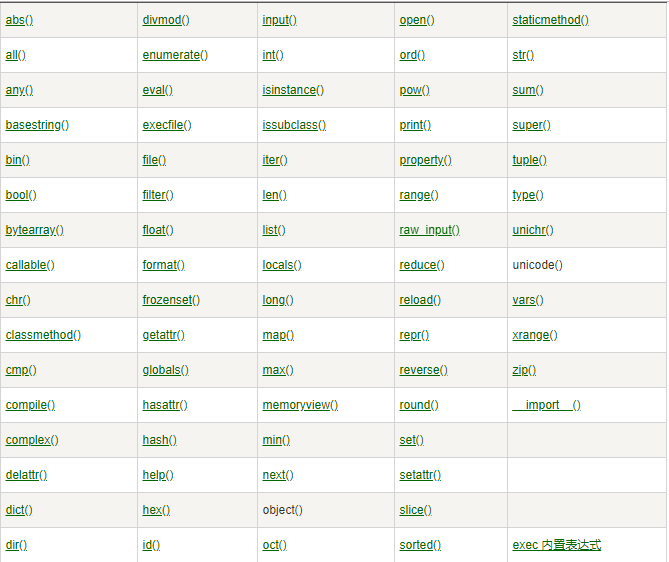 abs() divmod() input() open() staticmethod()
all() enumerate() int() ord() str()
any() eval() isinstance() pow() sum()
basestring() execfile() issubclass() print() super()
bin() file() iter() property() tuple()
bool() filter() len() range() type()
bytearray() float() list() raw_input() unichr()
callable() format() locals() reduce() unicode()
chr() frozenset() long() reload() vars()
classmethod() getattr() map() repr() xrange()
cmp() globals() max() reverse() zip()
compile() hasattr() memoryview() round() __import__()
complex() hash() min() set()
delattr() help() next() setattr()
dict() hex() object() slice()
dir() id() oct() sorted() exec 内置表达式